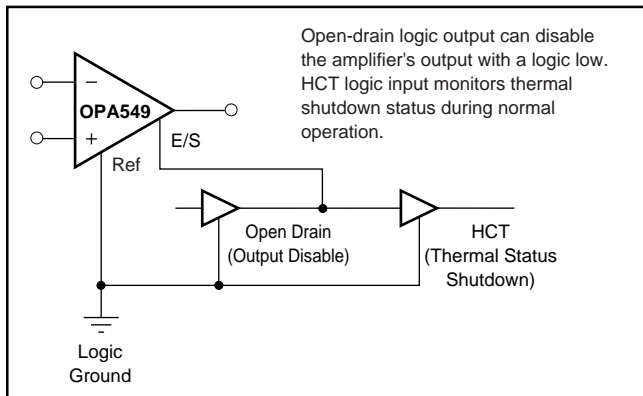 Open-drain logic output can disable
the amplifier's output with a logic low.
HCT logic input monitors thermal
shutdown status during normal
operation.
–
OPA549
+
E/S
Ref
Open Drain
(Output Disable)
HCT
(Thermal Status
Shutdown)
Logic
Ground